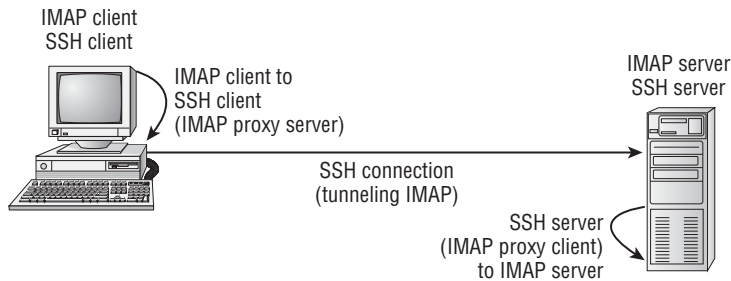 IMAP client
SSH client
IMAP client to
SSH client
(IMAP proxy server)
IMAP server
SSH server
SSH connection
(tunneling IMAP)
SSH server
(IMAP proxy client)
to IMAP server